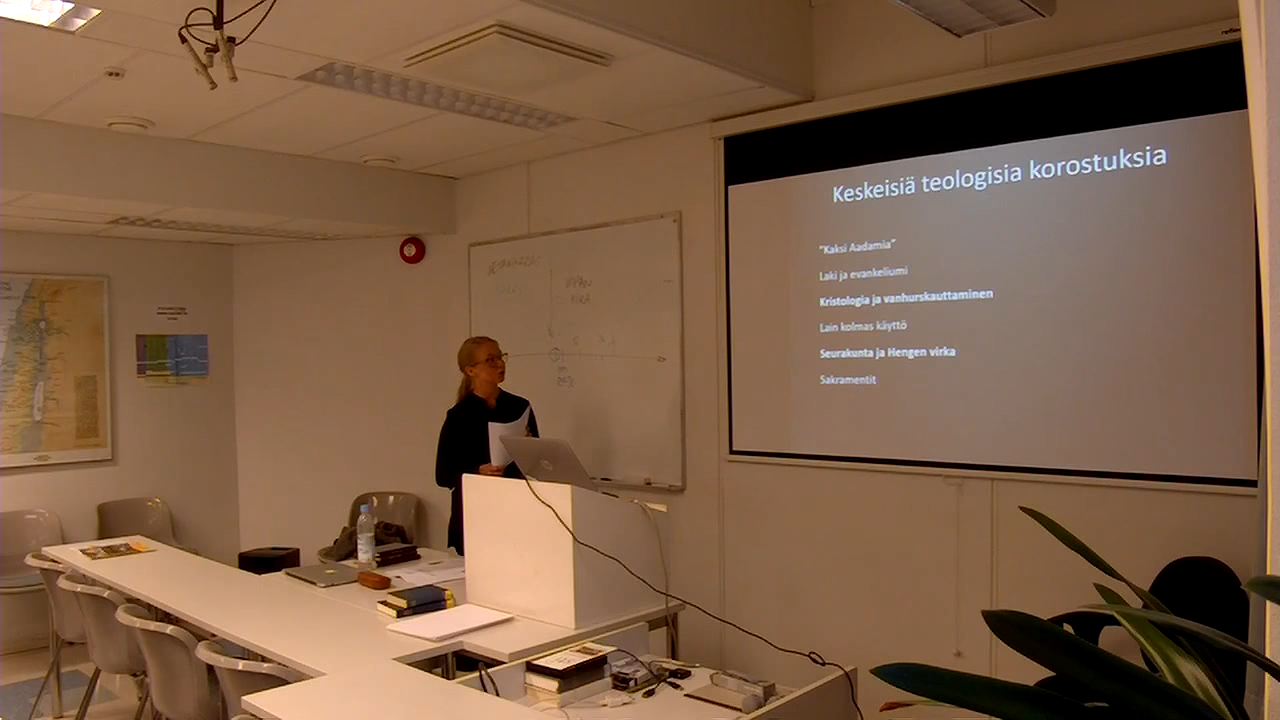 Keskeisiä teologisia korostuksia
"Kaksi Aadamia"
Laki ja evankeliumi
Kristologia ja vanhurskauttaminen
Lain kolmas käyttö
Seurakunta ja Hengen virka
Sakramentit